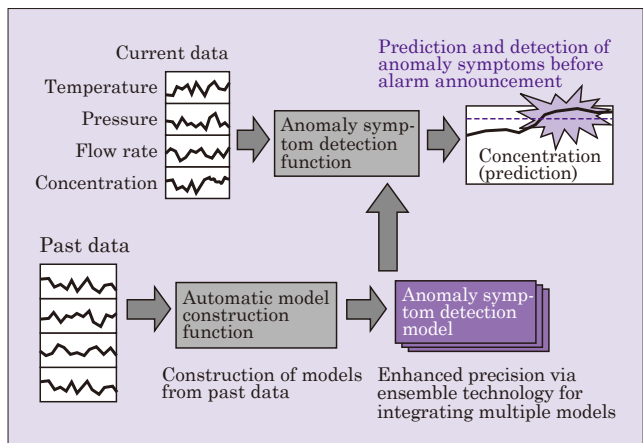 Current data
Temperature
Pressure
Flow rate
Concentration
Anomaly symp-
tom detection
function
Prediction and detection of
anomaly symptoms before
alarm announcement
Concentration
(prediction)
Past data
Automatic model
construction
function
Construction of models
from past data
Anomaly symp-
tom detection
model
Enhanced precision via
ensemble technology for
integrating multiple models